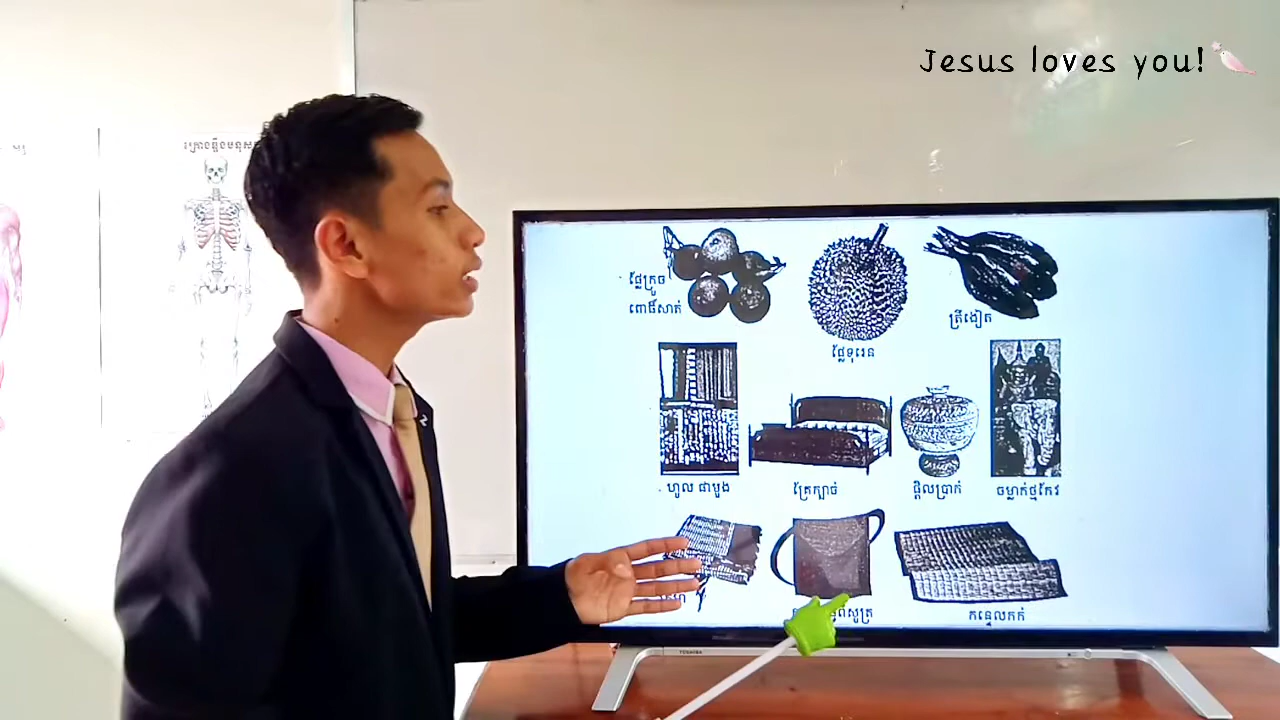 Jesus loves you!
ផ្លែក្រូច
ពោធិ៍សាត់
ផ្លែទុរេន
ត្រីងៀត
ហូល ផាមួង
គ្រែក្បាច់
ផ្តិលប្រាក់
ចម្លាក់ថ្មកែវ
កន្ទេលកក់
TOSHIBA